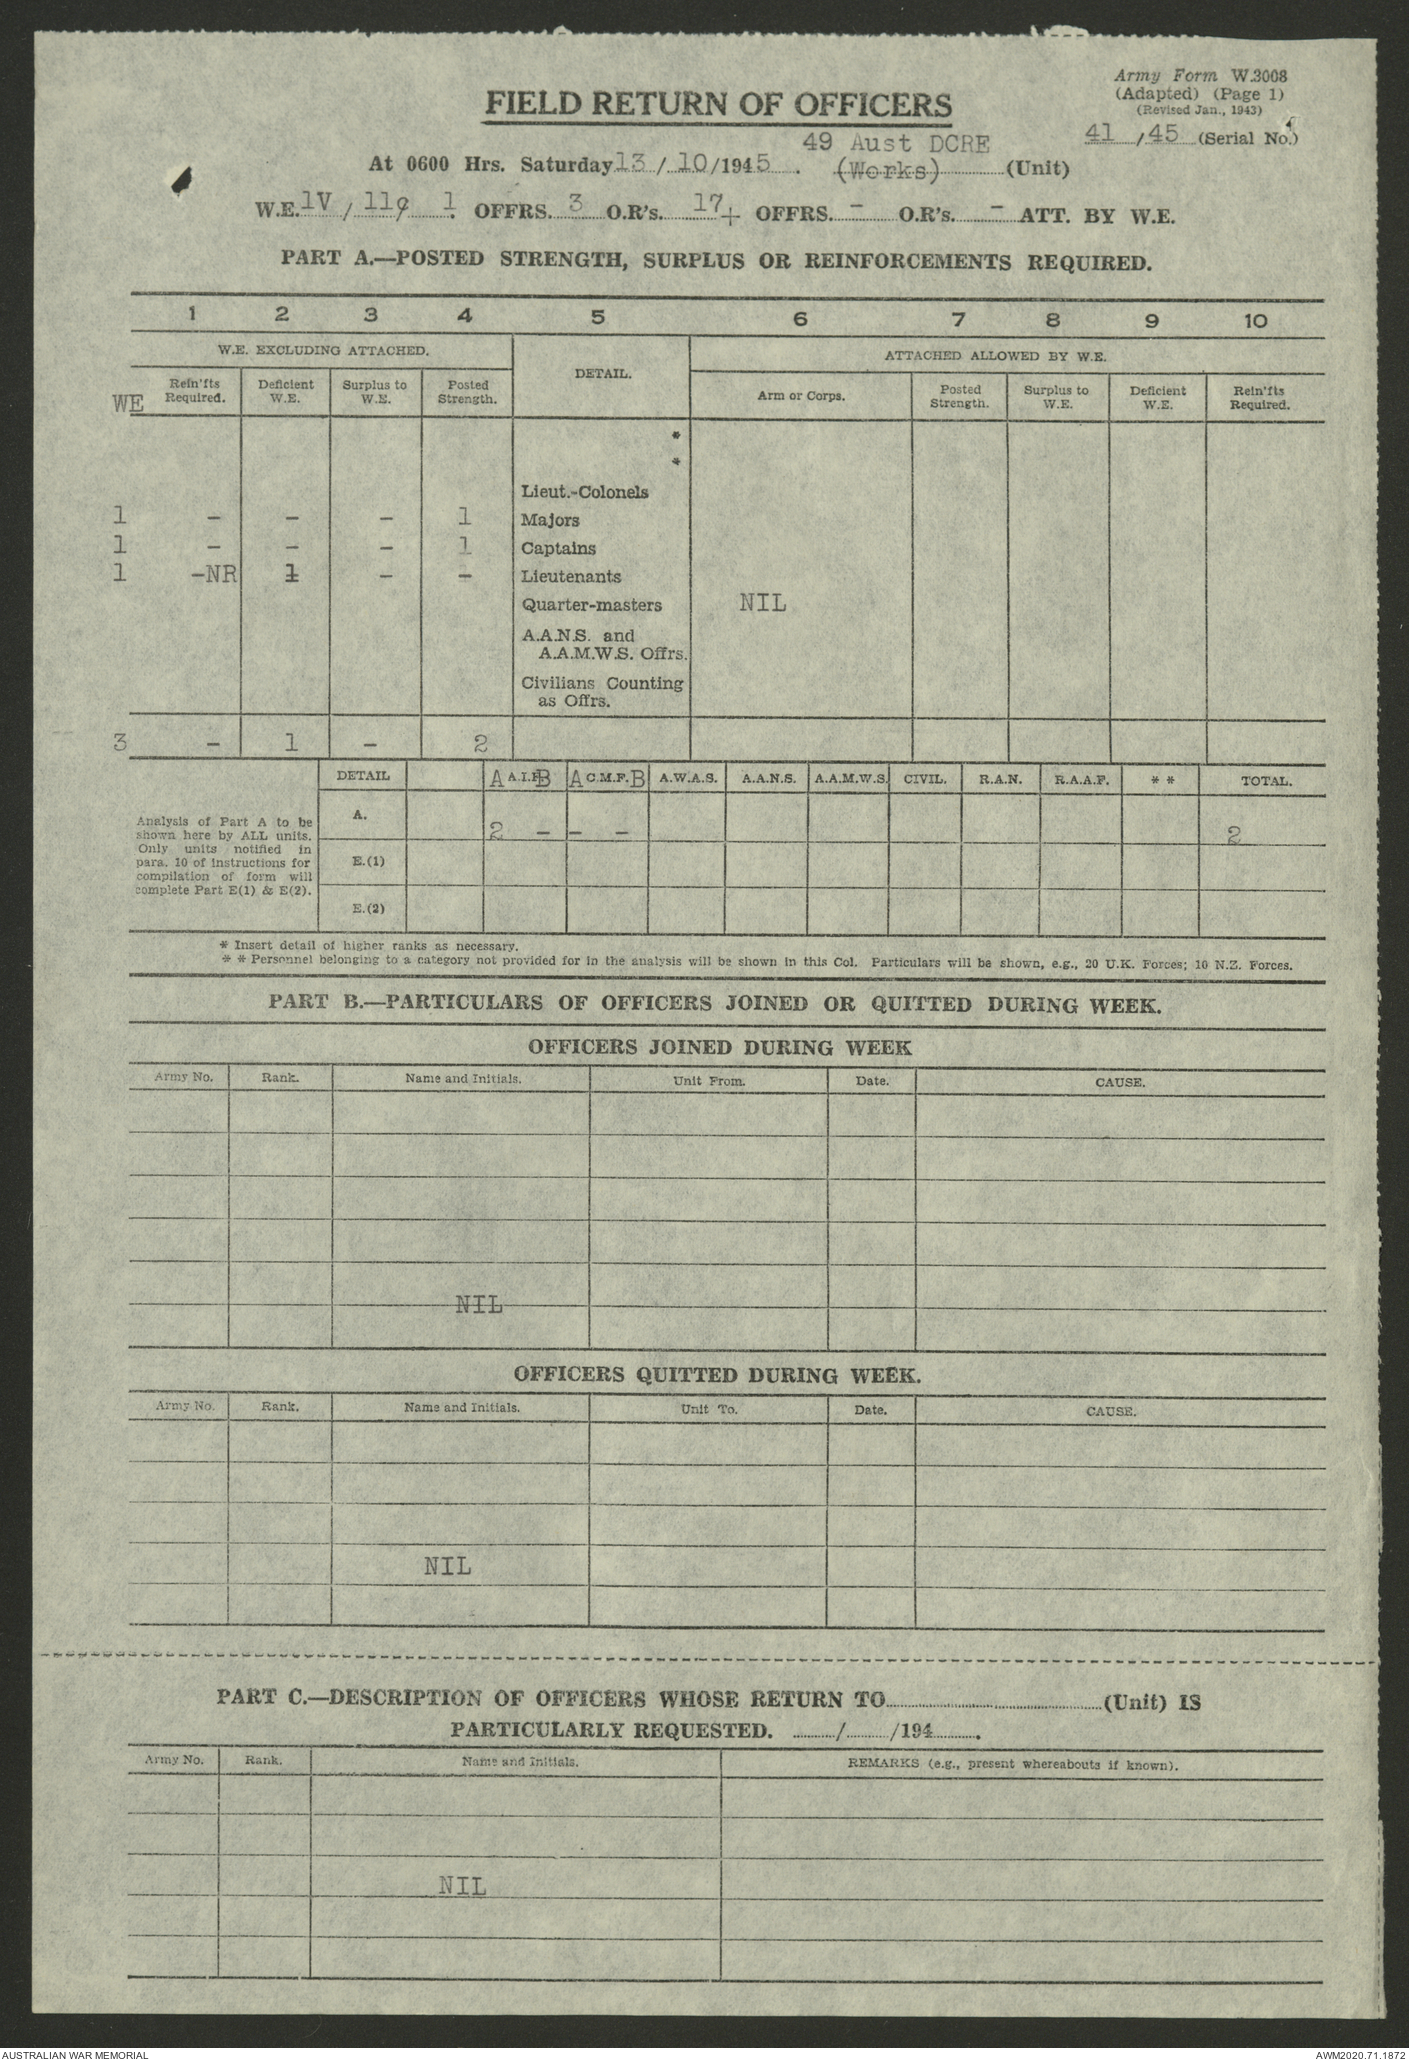 Army Form W.3008
(Adapted) (Page 1)
(Revised Jan., 1943)
41 / 45 (Serial No.)
FIELD RETURN OF OFFICERS
49 Aust DCRE
At 0600 Hrs. Saturday 13 / 10 /1945 . (Works) (Unit)
W.E. 1V / 119 1. OFFRS. 3 O.R's. 17+ OFFRS. - O.R's. - ATT. BY W.E.
PART A.—POSTED STRENGTH, SURPLUS OR REINFORCEMENTS REQUIRED.
1 2 3 4 5 6 7 8 9 10
W.E. EXCLUDING ATTACHED. DETAIL. ATTACHED ALLOWED BY W.E.
WE Rein'fts Required. Deficient W.E. Surplus to W.E. Posted Strength. Arm or Corps. Posted Strength. Surplus to W.E. Deficient W.E. Rein'fts Required.
*
*
Lieut.-Colonels
1 - - - 1 Majors
1 - - - 1 Captains
1 -NR 1 - - Lieutenants
Quarter-masters NIL
A.A.N.S. and
A.A.M.W.S. Offrs.
Civilians Counting
as Offrs.
3 - 1 - 2
DETAIL A A.I.F. B A C.M.F. B A.W.A.S. A.A.N.S. A.A.M.W.S. CIVIL. R.A.N. R.A.A.F. * * TOTAL.
Analysis of Part A to be
shown here by ALL units.
Only units notified in
para. 10 of instructions for
compilation of form will
complete Part E(1) & E(2).
A. 2 - - - 2
E.(1)
E.(2)
* Insert detail of higher ranks as necessary.
* * Personnel belonging to a category not provided for in the analysis will be shown in this Col. Particulars will be shown, e.g., 20 U.K. Forces; 10 N.Z. Forces.
PART B.—PARTICULARS OF OFFICERS JOINED OR QUITTED DURING WEEK.
OFFICERS JOINED DURING WEEK
Army No. Rank. Name and Initials. Unit From. Date. CAUSE.
NIL
OFFICERS QUITTED DURING WEEK.
Army No. Rank. Name and Initials. Unit To. Date. CAUSE.
NIL
PART C.—DESCRIPTION OF OFFICERS WHOSE RETURN TO (Unit) IS
PARTICULARLY REQUESTED. / /194 .
Army No. Rank. Name and Initials. REMARKS (e.g., present whereabouts if known).
NIL
AUSTRALIAN WAR MEMORIAL AWM2020.71.1872